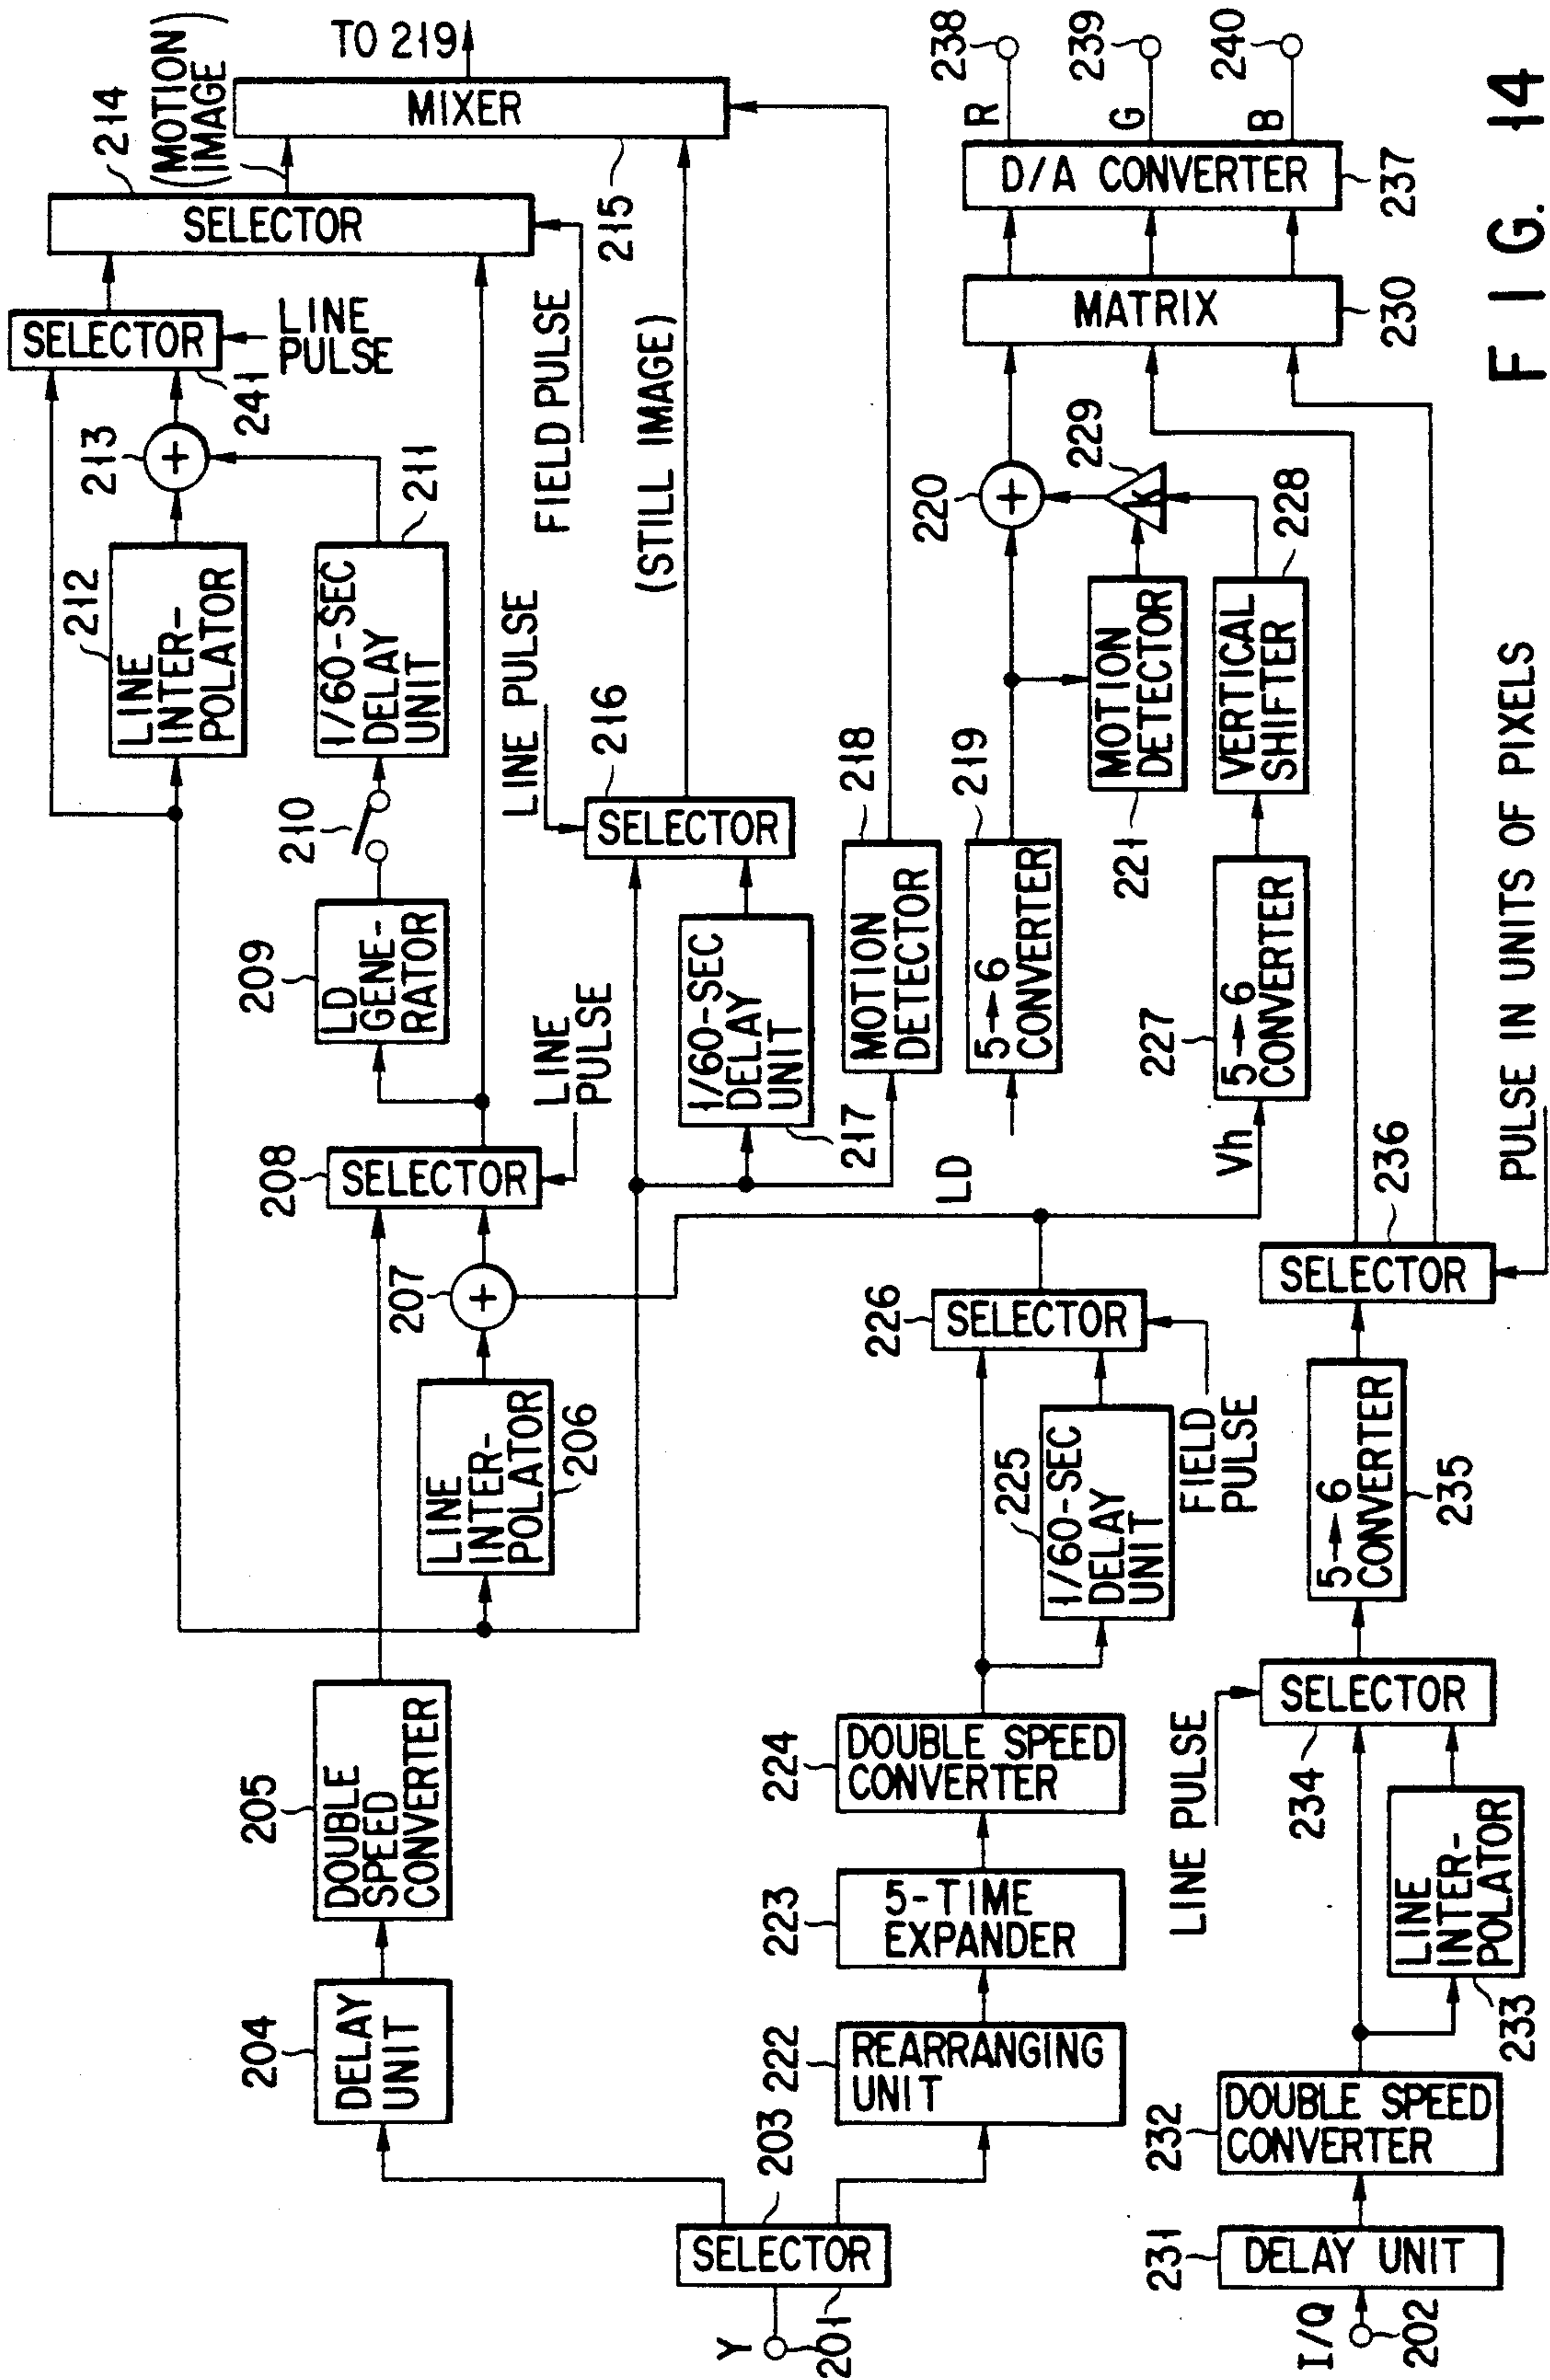 Y
201
SELECTOR
203
204
DELAY
UNIT
205
DOUBLE
SPEED
CONVERTER
LINE
INTER-
POLATOR
206
207
+
208
SELECTOR
LINE
PULSE
209
LD
GENE-
RATOR
210
1/60-SEC
DELAY
UNIT
211
212
LINE
INTER-
POLATOR
213
+
SELECTOR
241
LINE
PULSE
214
SELECTOR
FIELD PULSE
(MOTION
IMAGE)
MIXER
215
TO 219
LINE PULSE
216
SELECTOR
(STILL IMAGE)
1/60-SEC
DELAY
UNIT
217
218
MOTION
DETECTOR
222
REARRANGING
UNIT
223
5-TIME
EXPANDER
224
DOUBLE SPEED
CONVERTER
225
1/60-SEC
DELAY
UNIT
226
SELECTOR
FIELD
PULSE
LD
Vh
219
5→6
CONVERTER
220
+
MOTION
DETECTOR
221
227
5→6
CONVERTER
VERTICAL
SHIFTER
228
229
K
I/Q
202
231
DELAY UNIT
232
DOUBLE SPEED
CONVERTER
LINE
INTER-
POLATOR
233
LINE PULSE
SELECTOR
234
5→6
CONVERTER
235
SELECTOR
236
PULSE IN UNITS OF PIXELS
MATRIX
230
D/A CONVERTER
237
R
238
G
239
B
240
FIG. 14